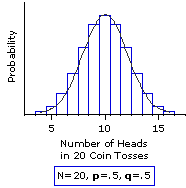 Probability
5 10 15
Number of Heads
in 20 Coin Tosses
N=20, p=.5, q=.5